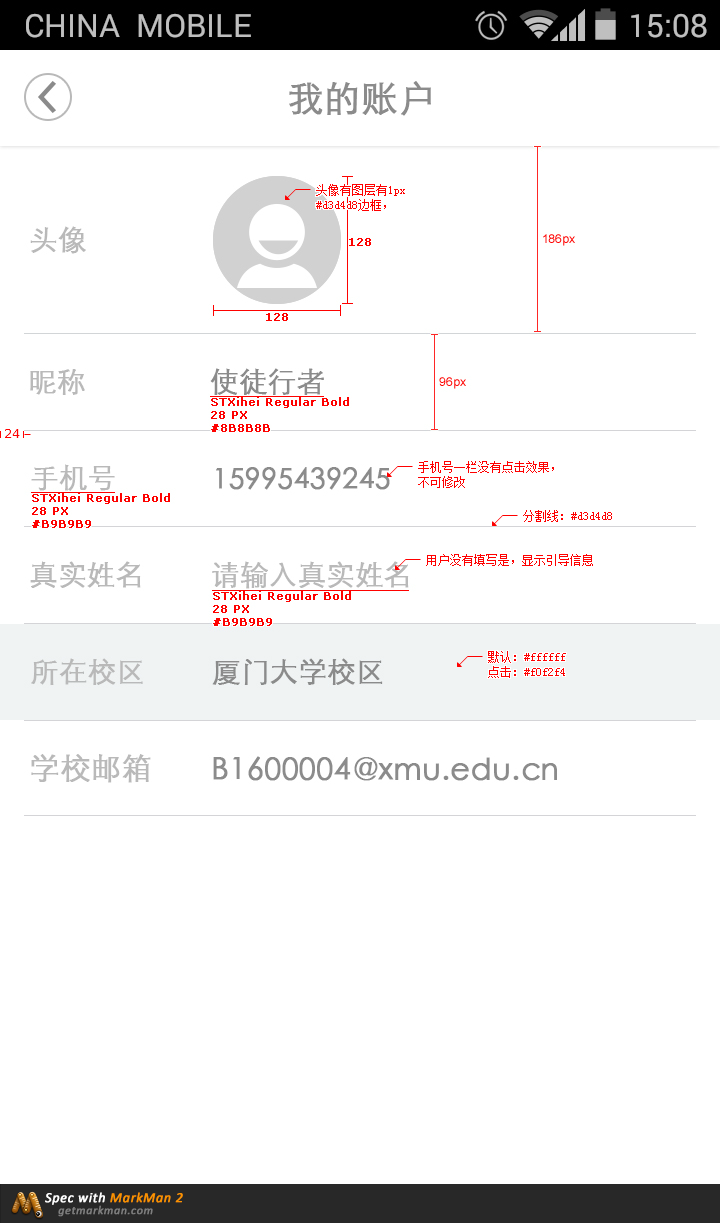 CHINA MOBILE 15:08
我的账户
头像有图层有1px
#d3d4d8边框，
头像
128
186px
128
昵称
使徒行者
96px
STXihei Regular Bold
28 PX
#8B8B8B
24
手机号
15995439245
手机号一栏没有点击效果，
不可修改
STXihei Regular Bold
28 PX
#B9B9B9
分割线：#d3d4d8
真实姓名
请输入真实姓名
用户没有填写是，显示引导信息
STXihei Regular Bold
28 PX
#B9B9B9
所在校区
厦门大学校区
默认：#ffffff
点击：#f0f2f4
学校邮箱
B1600004@xmu.edu.cn
Spec with MarkMan 2
getmarkman.com